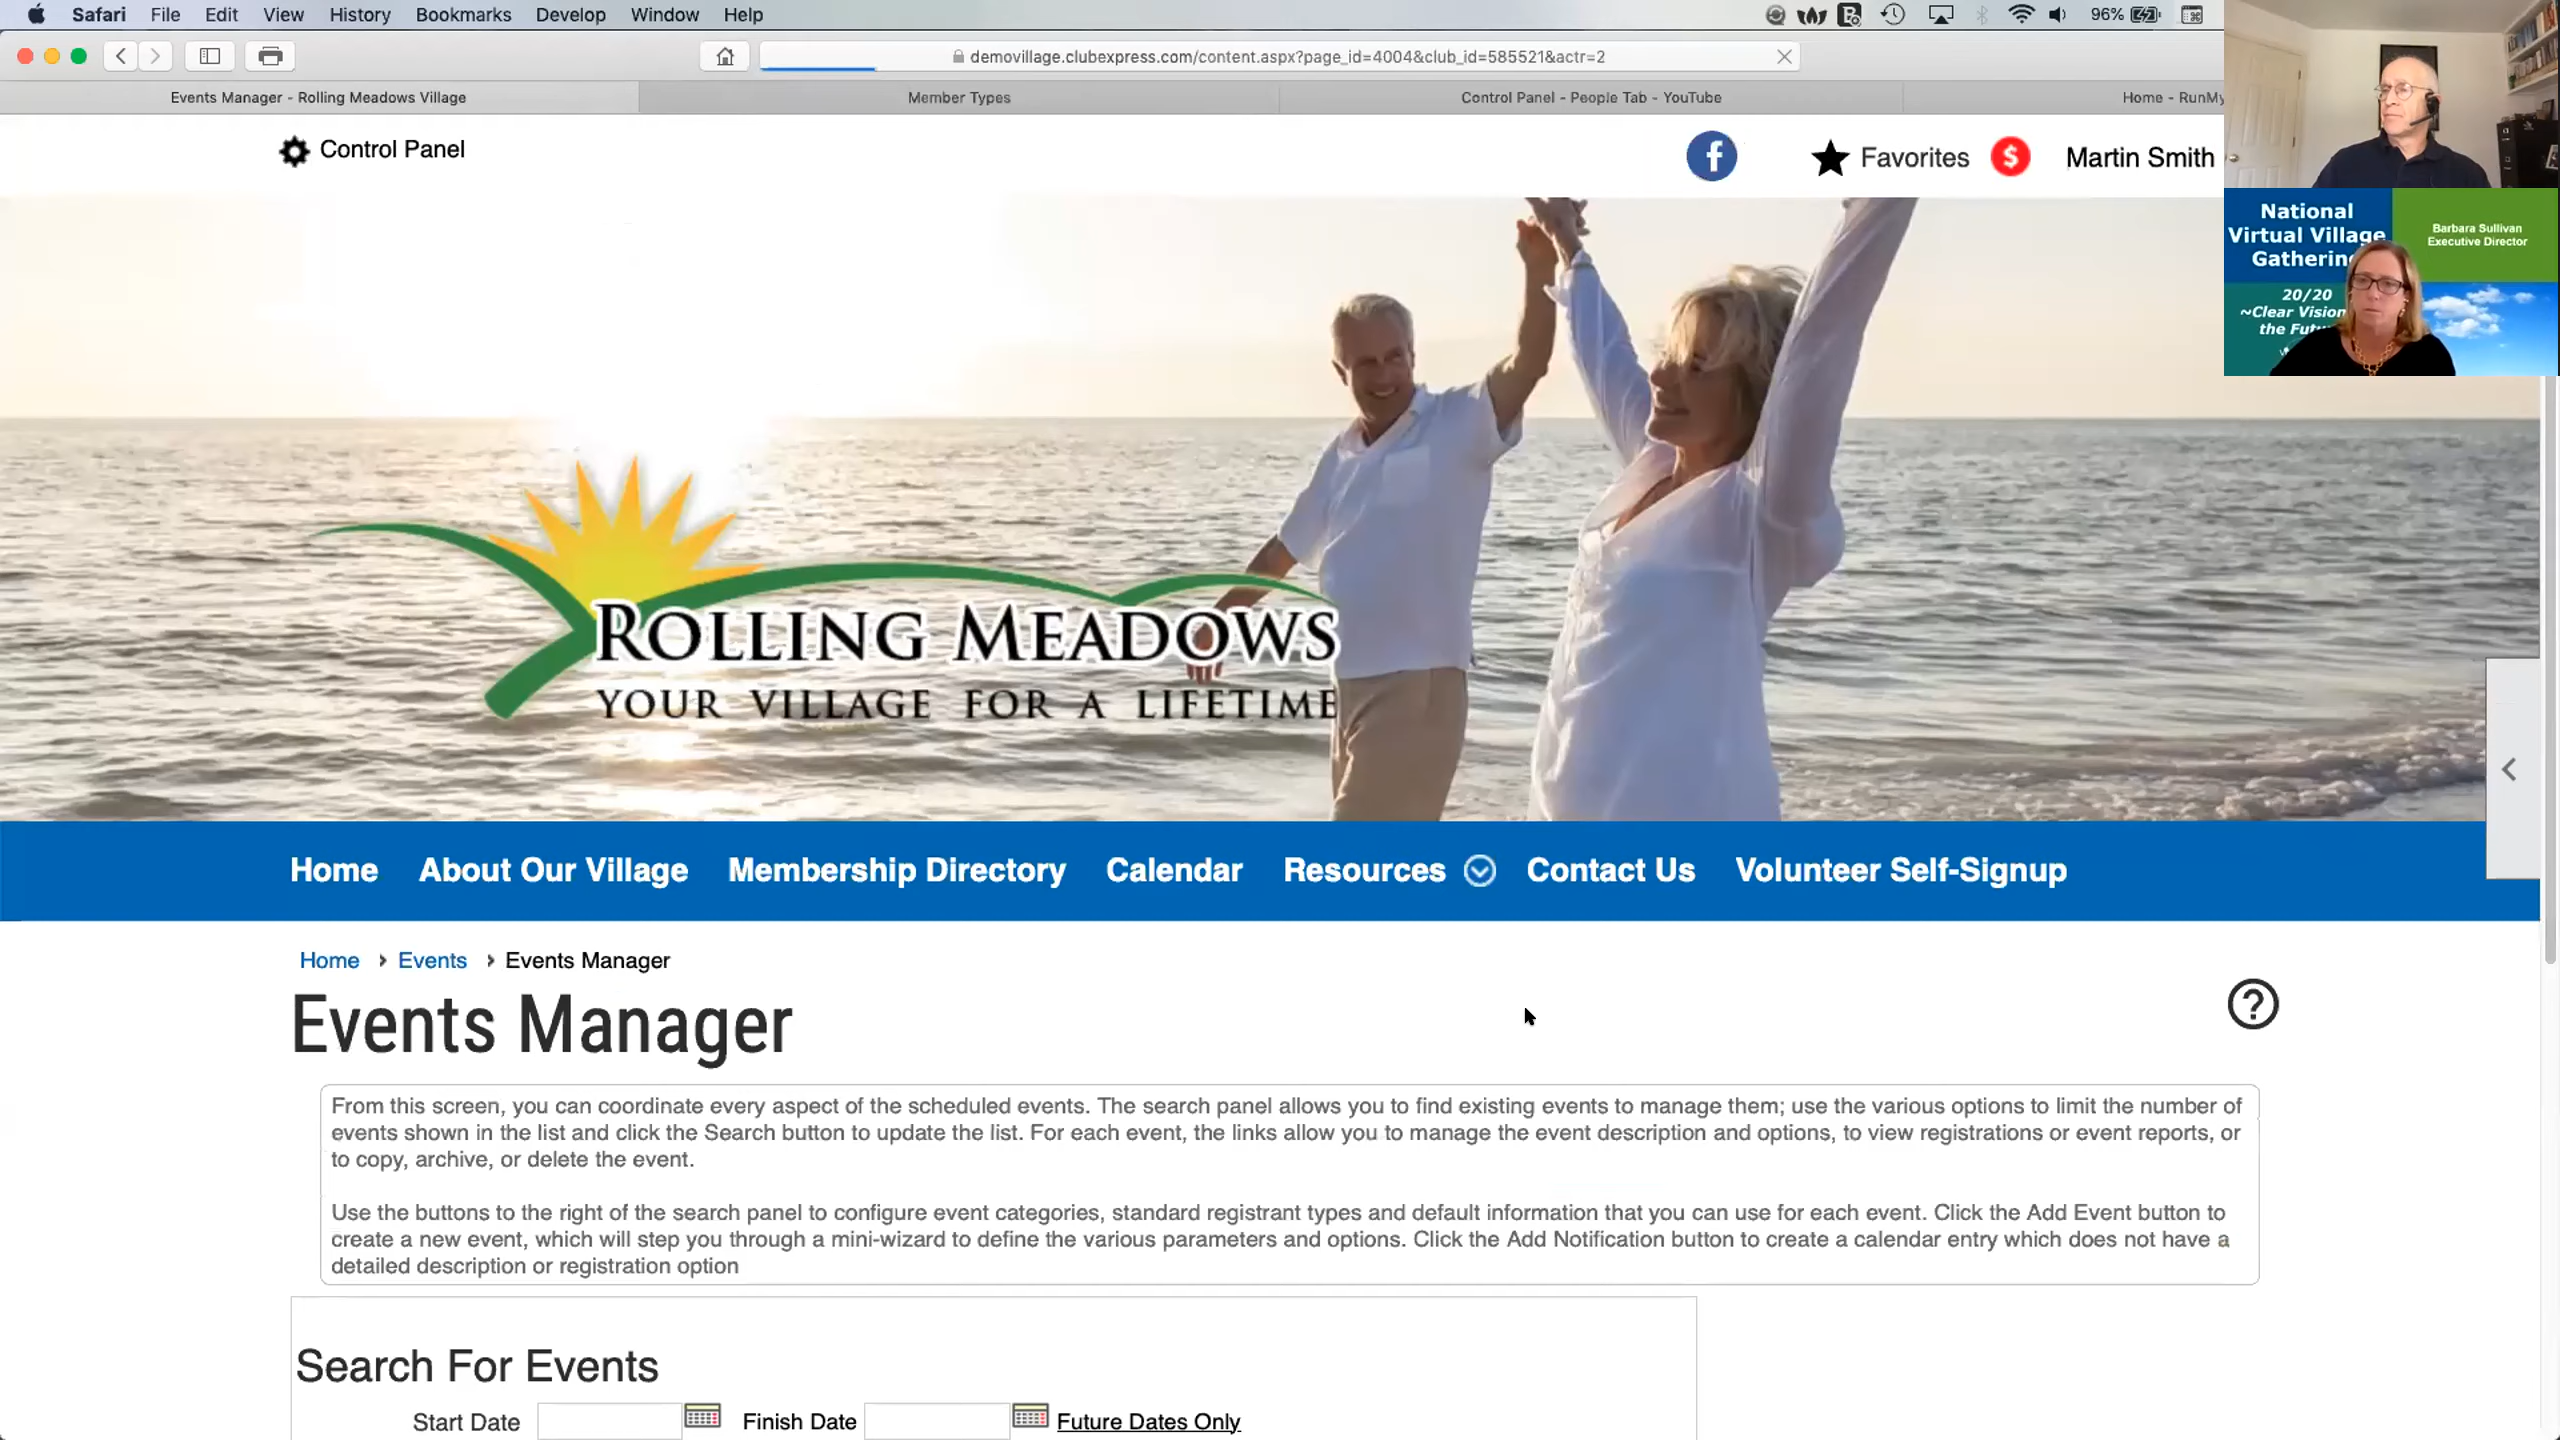 Safari File Edit View History Bookmarks Develop Window Help
96%
demovillage.clubexpress.com/content.aspx?page_id=4004&club_id=585521&actr=2
Events Manager - Rolling Meadows Village
Member Types
Control Panel - People Tab - YouTube
Home - RunMy
Control Panel
Favorites
$
Martin Smith
National
Virtual Village
Gathering
Barbara Sullivan
Executive Director
20/20
~Clear Vision
the Futu
ROLLING MEADOWS
YOUR VILLAGE FOR A LIFETIME
Home About Our Village Membership Directory Calendar Resources Contact Us Volunteer Self-Signup
Home › Events › Events Manager
Events Manager
?
From this screen, you can coordinate every aspect of the scheduled events. The search panel allows you to find existing events to manage them; use the various options to limit the number of
events shown in the list and click the Search button to update the list. For each event, the links allow you to manage the event description and options, to view registrations or event reports, or
to copy, archive, or delete the event.
Use the buttons to the right of the search panel to configure event categories, standard registrant types and default information that you can use for each event. Click the Add Event button to
create a new event, which will step you through a mini-wizard to define the various parameters and options. Click the Add Notification button to create a calendar entry which does not have a
detailed description or registration option
Search For Events
Start Date
Finish Date
Future Dates Only